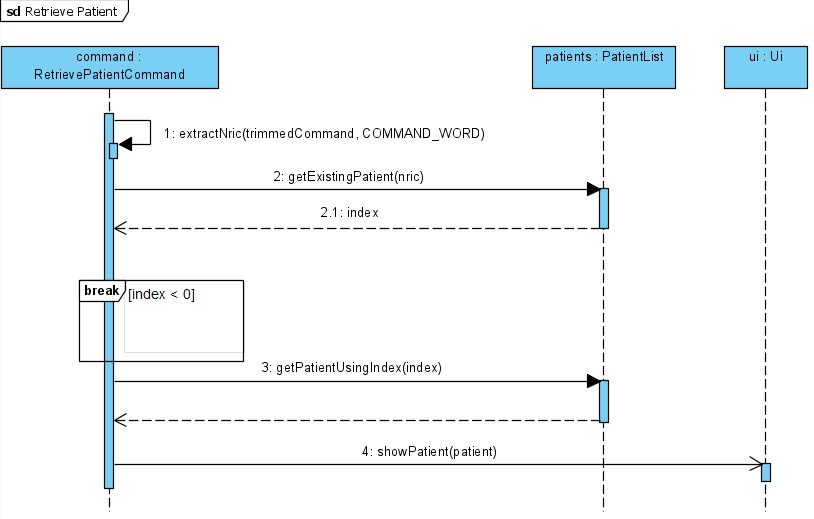 sd Retrieve Patient
command :
RetrievePatientCommand
patients : PatientList
ui : Ui
1: extractNric(trimmedCommand, COMMAND_WORD)
2: getExistingPatient(nric)
2.1: index
break
[index < 0]
3: getPatientUsingIndex(index)
4: showPatient(patient)